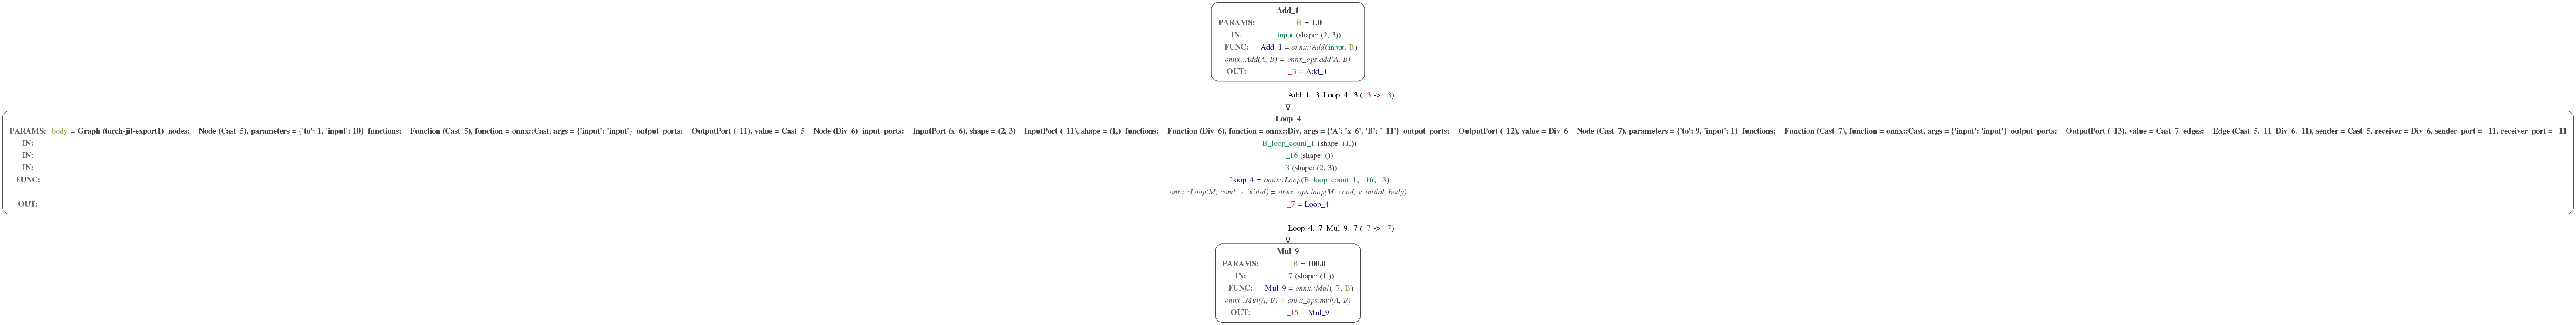 Add_1
PARAMS: B = 1.0
IN: input (shape: (2, 3))
FUNC: Add_1 = onnx::Add(input, B)
onnx::Add(A, B) = onnx_ops.add(A, B)
OUT: _3 = Add_1
Add_1._3_Loop_4._3 (_3 -> _3)
Loop_4
PARAMS: body = Graph (torch-jit-export1) nodes: Node (Cast_5), parameters = {'to': 1, 'input': 10} functions: Function (Cast_5), function = onnx::Cast, args = {'input': 'input'} output_ports: OutputPort (_11), value = Cast_5 Node (Div_6) input_ports: InputPort (x_6), shape = (2, 3) InputPort (_11), shape = (1,) functions: Function (Div_6), function = onnx::Div, args = {'A': 'x_6', 'B': '_11'} output_ports: OutputPort (_12), value = Div_6 Node (Cast_7), parameters = {'to': 9, 'input': 1} functions: Function (Cast_7), function = onnx::Cast, args = {'input': 'input'} output_ports: OutputPort (_13), value = Cast_7 edges: Edge (Cast_5._11_Div_6._11), sender = Cast_5, receiver = Div_6, sender_port = _11, receiver_port = _11
IN: B_loop_count_1 (shape: (1,))
IN: _16 (shape: ())
IN: _3 (shape: (2, 3))
FUNC: Loop_4 = onnx::Loop(B_loop_count_1, _16, _3)
onnx::Loop(M, cond, v_initial) = onnx_ops.loop(M, cond, v_initial, body)
OUT: _7 = Loop_4
Loop_4._7_Mul_9._7 (_7 -> _7)
Mul_9
PARAMS: B = 100.0
IN: _7 (shape: (1,))
FUNC: Mul_9 = onnx::Mul(_7, B)
onnx::Mul(A, B) = onnx_ops.mul(A, B)
OUT: _15 = Mul_9